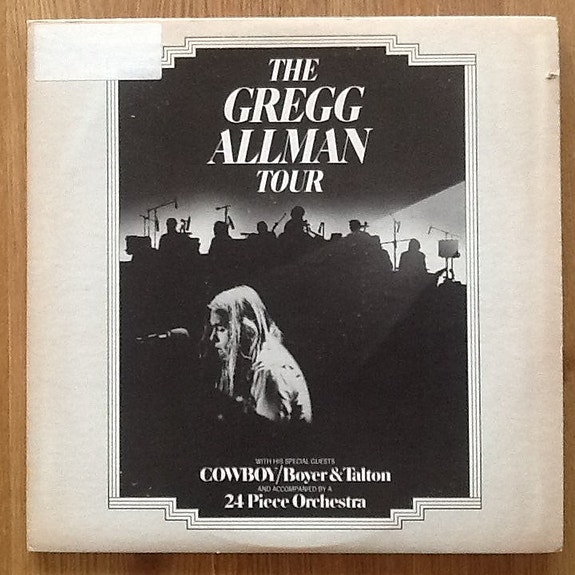 THE
GREGG
ALLMAN
TOUR
WITH HIS SPECIAL GUESTS
COWBOY/Boyer & Talton
AND ACCOMPANIED BY A
24 Piece Orchestra